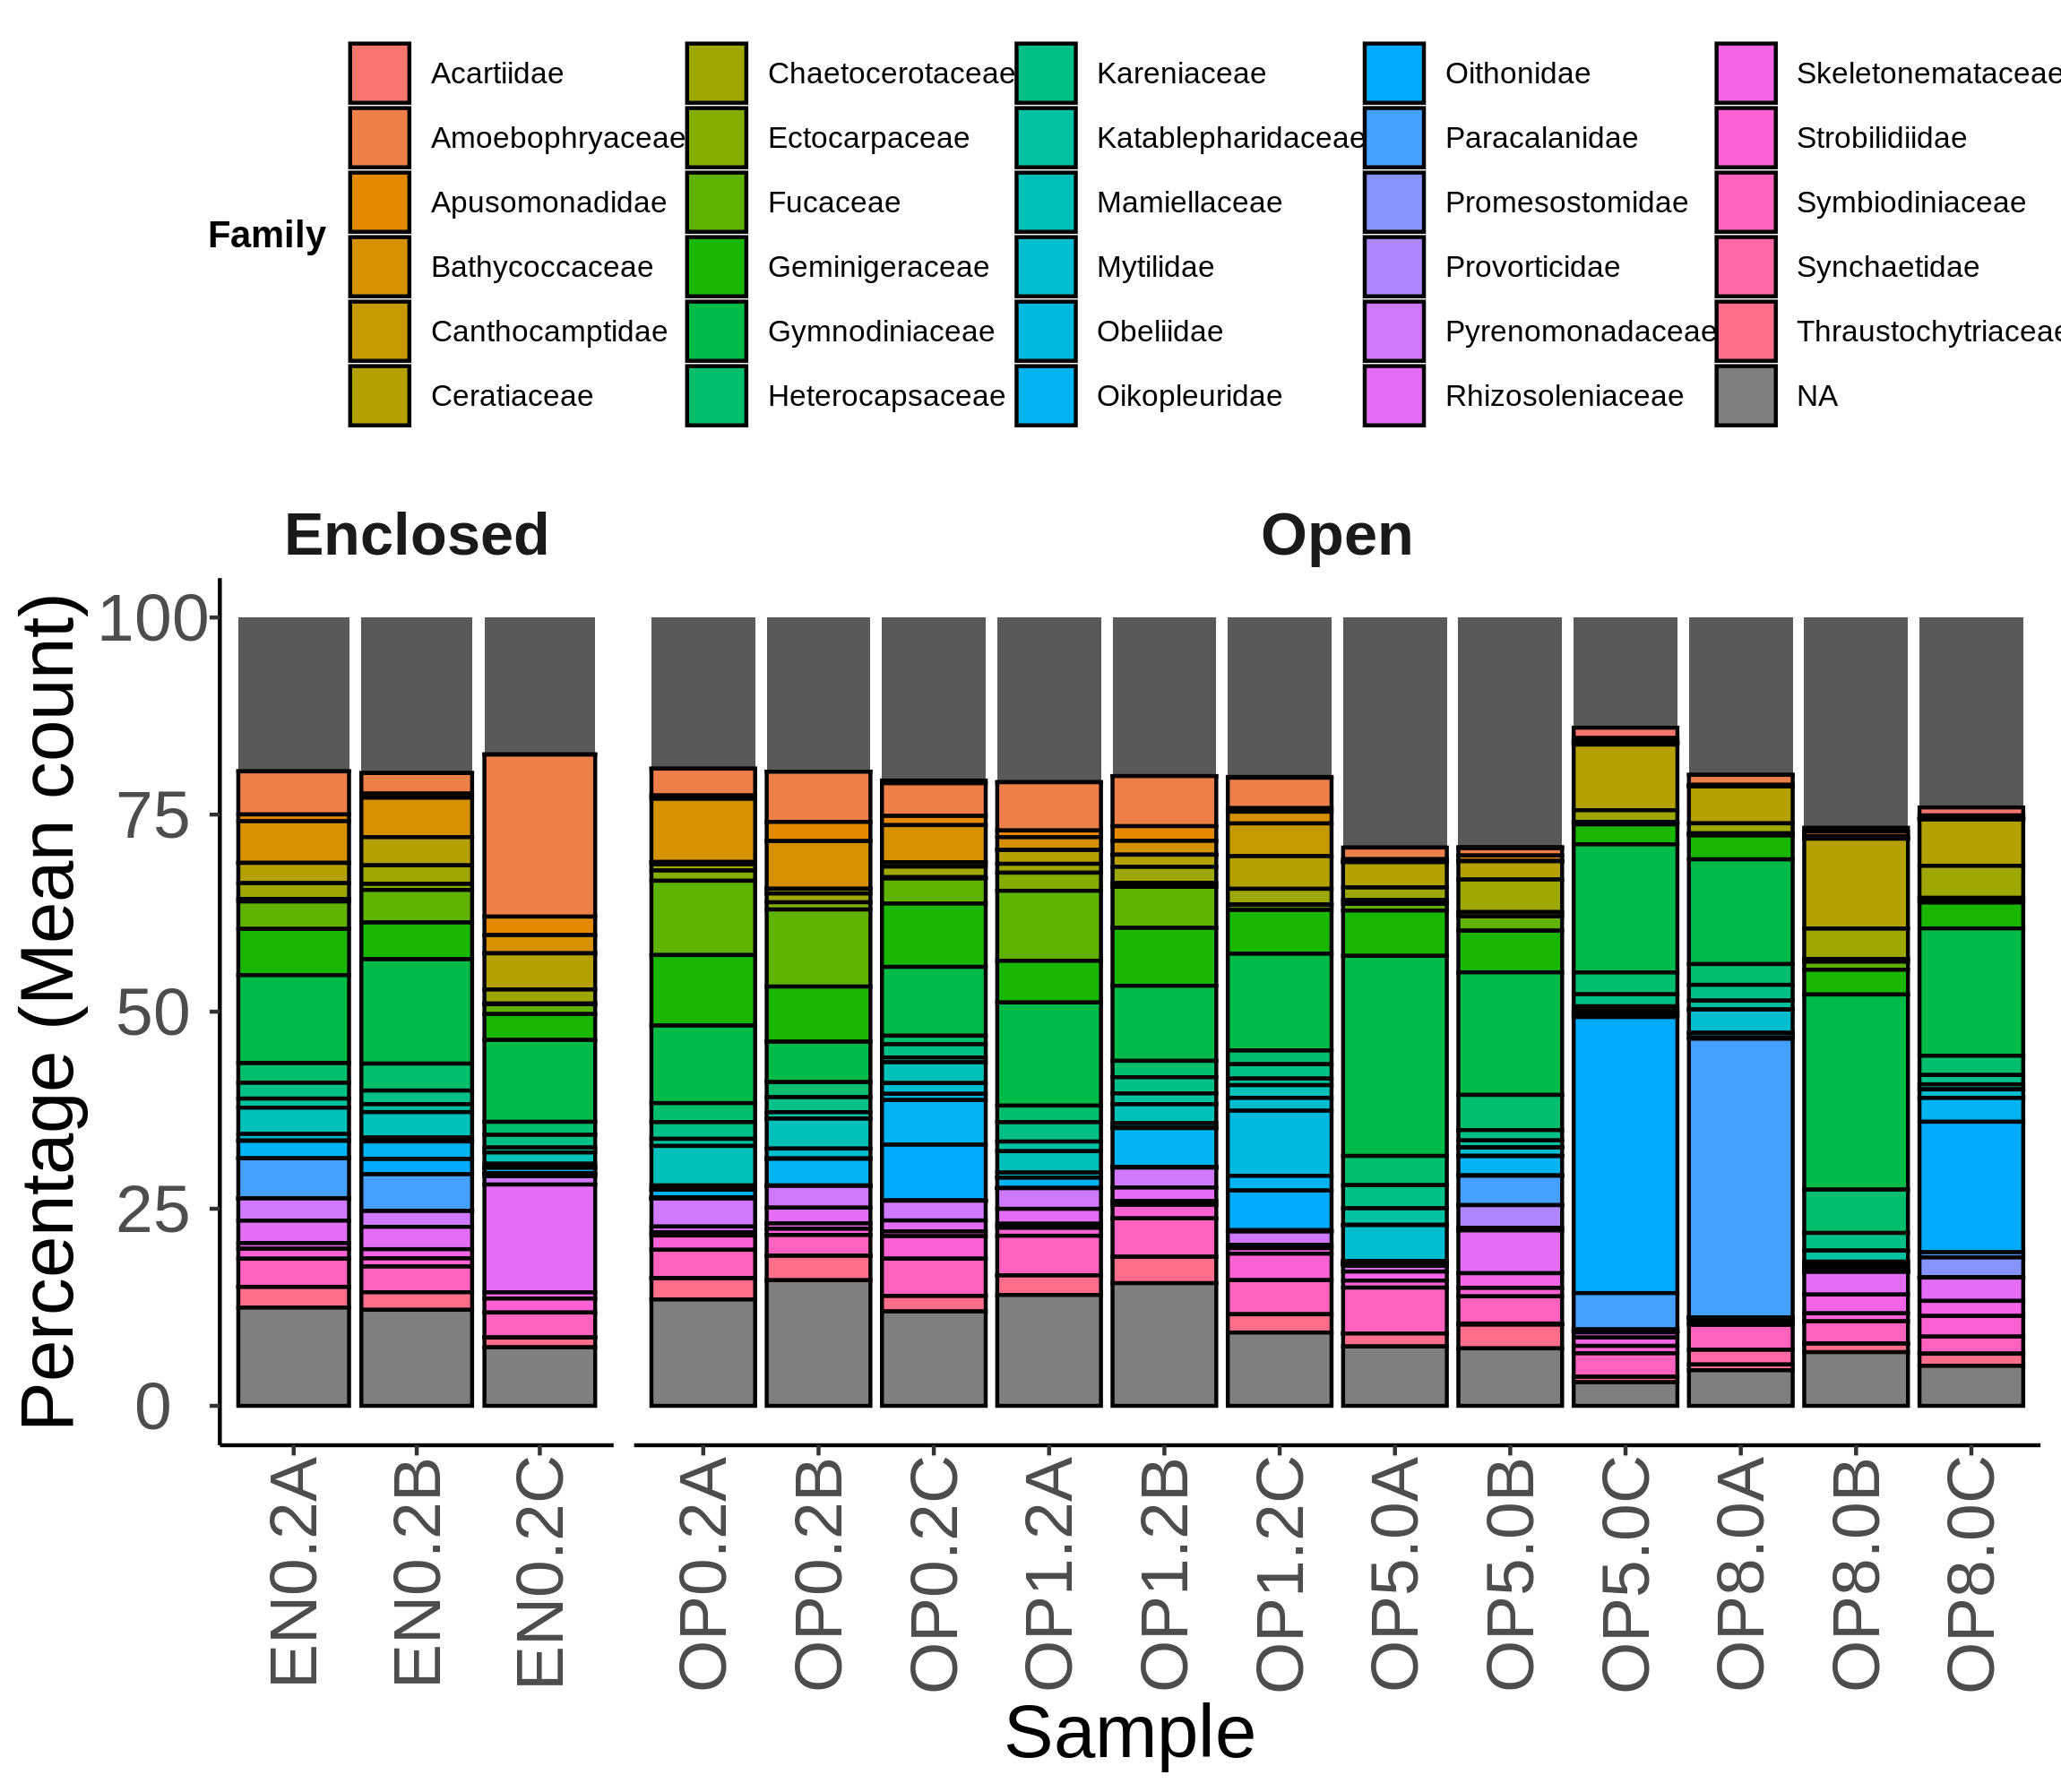 Family
Acartiidae
Amoebophryaceae
Apusomonadidae
Bathycoccaceae
Canthocamptidae
Ceratiaceae
Chaetocerotaceae
Ectocarpaceae
Fucaceae
Geminigeraceae
Gymnodiniaceae
Heterocapsaceae
Kareniaceae
Katablepharidaceae
Mamiellaceae
Mytilidae
Obeliidae
Oikopleuridae
Oithonidae
Paracalanidae
Promesostomidae
Provorticidae
Pyrenomonadaceae
Rhizosoleniaceae
Skeletonemataceae
Strobilidiidae
Symbiodiniaceae
Synchaetidae
Thraustochytriaceae
NA
Enclosed
Open
Percentage (Mean count)
100
75
50
25
0
EN0.2A
EN0.2B
EN0.2C
OP0.2A
OP0.2B
OP0.2C
OP1.2A
OP1.2B
OP1.2C
OP5.0A
OP5.0B
OP5.0C
OP8.0A
OP8.0B
OP8.0C
Sample